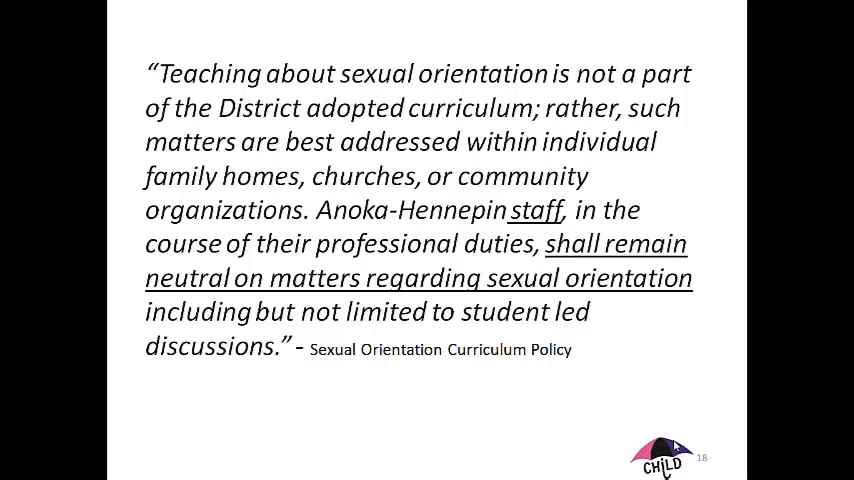 “Teaching about sexual orientation is not a part
of the District adopted curriculum; rather, such
matters are best addressed within individual
family homes, churches, or community
organizations. Anoka-Hennepin staff, in the
course of their professional duties, shall remain
neutral on matters regarding sexual orientation
including but not limited to student led
discussions.” - Sexual Orientation Curriculum Policy
CHiLD
18